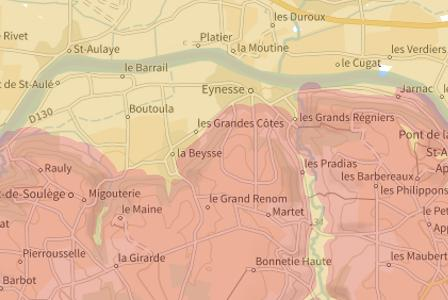 les Duroux
Rivet
Platier
St-Aulaye
la Moutine
les Verdiers
le Cugat
le Barrail
t de St-Aulé
Eynesse
Jarnac
Boutoula
D130
les Grandes Côtes
les Grands Régniers
Pont de la
la Beysse
St-A
les Pradias
Rauly
les Barbereaux
t-de-Soulège
Migouterie
les Philippons
le Grand Renom
le Maine
Martet
le Pet
Pierrousselle
la Girarde
Bonnetie Haute
les Maubert
Barbot